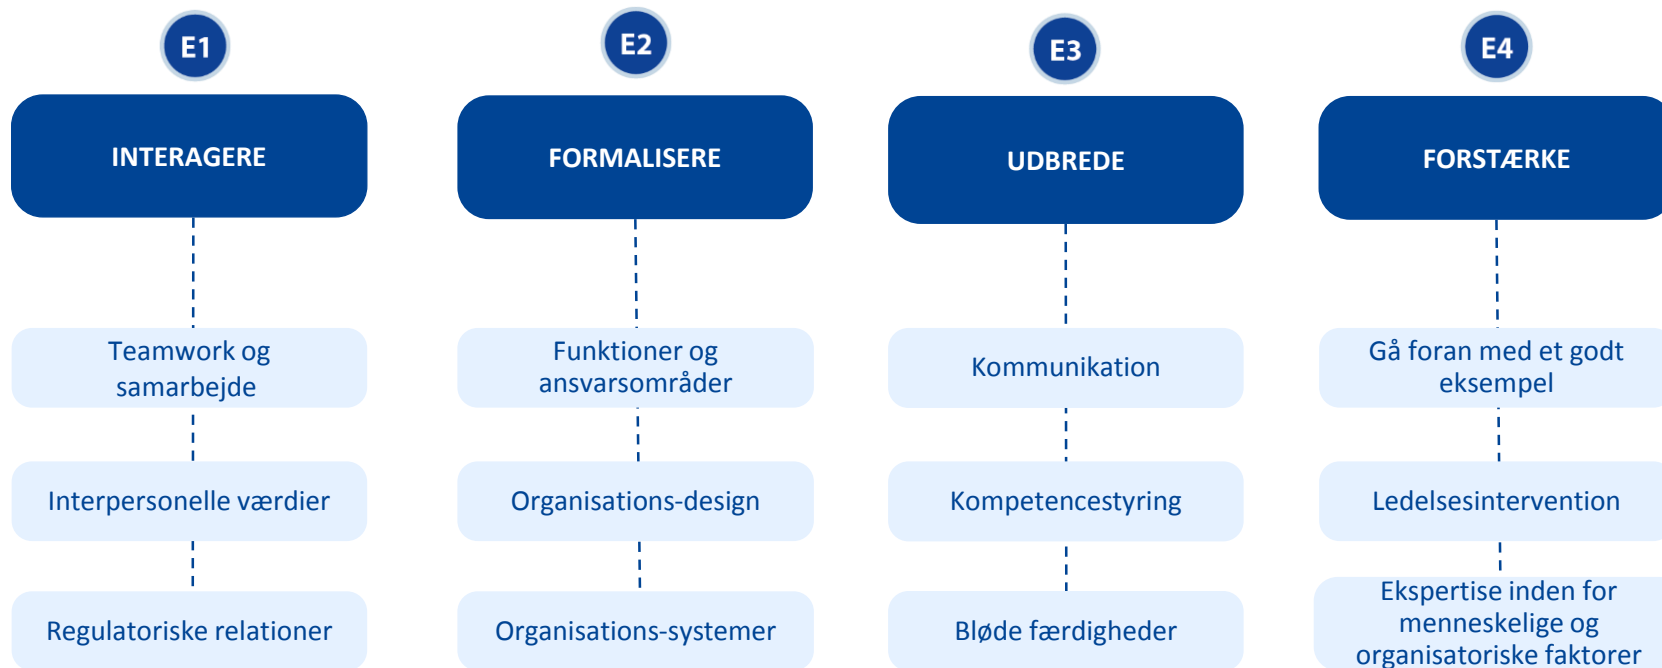 E1
INTERAGERE
Teamwork og
samarbejde
Interpersonelle værdier
Regulatoriske relationer
E2
FORMALISERE
Funktioner og
ansvarsområder
Organisations-design
Organisations-systemer
E3
UDBREDE
Kommunikation
Kompetencestyring
Bløde færdigheder
E4
FORSTÆRKE
Gå foran med et godt
eksempel
Ledelsesintervention
Ekspertise inden for
menneskelige og
organisatoriske faktorer